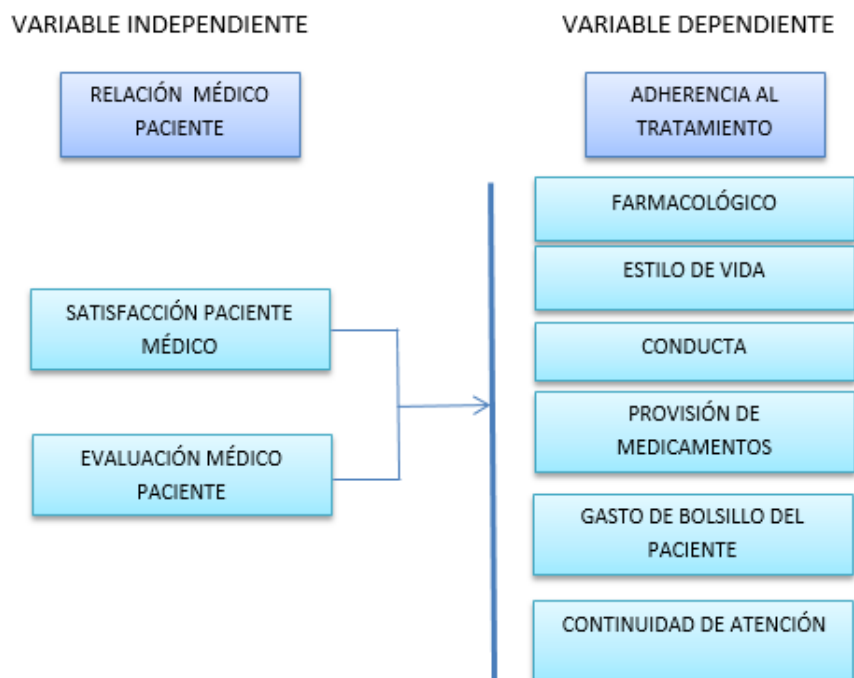 VARIABLE INDEPENDIENTE
RELACIÓN MÉDICO
PACIENTE
SATISFACCIÓN PACIENTE
MÉDICO
EVALUACIÓN MÉDICO
PACIENTE
VARIABLE DEPENDIENTE
ADHERENCIA AL
TRATAMIENTO
FARMACOLÓGICO
ESTILO DE VIDA
CONDUCTA
PROVISIÓN DE
MEDICAMENTOS
GASTO DE BOLSILLO DEL
PACIENTE
CONTINUIDAD DE ATENCIÓN